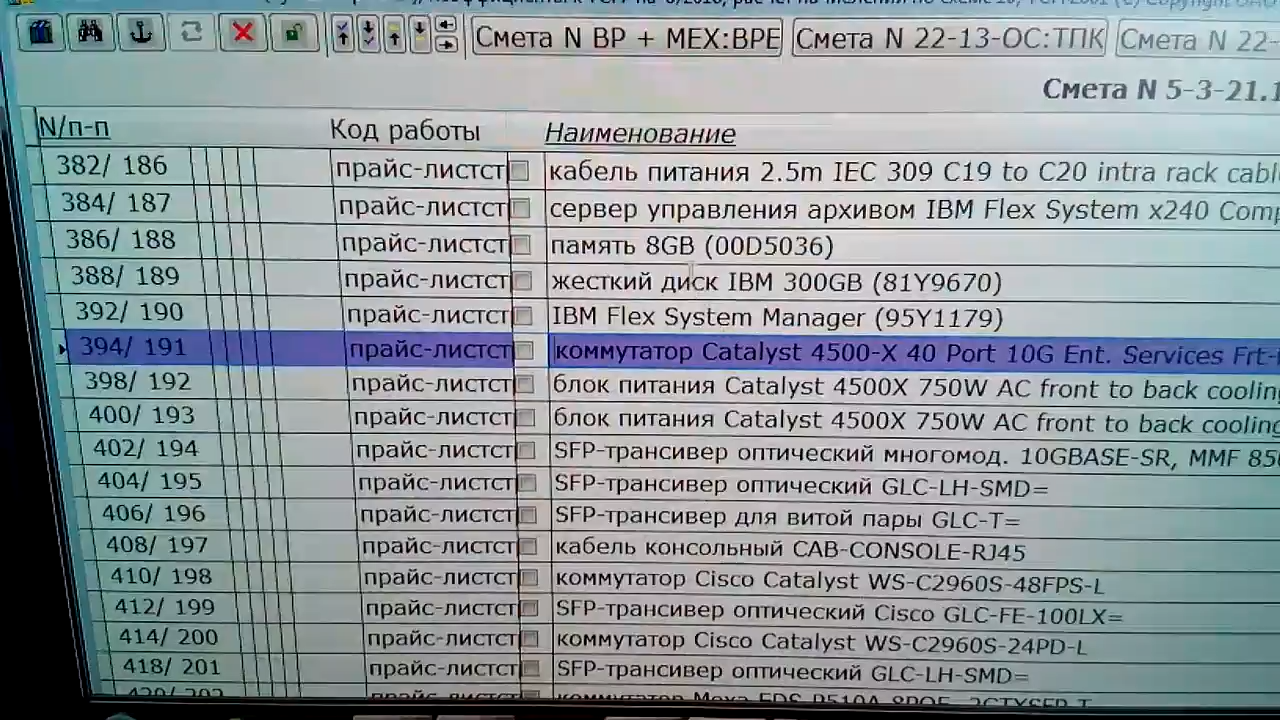 Смета N ВР + МЕХ:ВРЕ Смета N 22-13-ОС:ТПК Смета N 22-
Смета N 5-3-21.1
N/п-п Код работы Наименование
382/ 186 прайс-листст кабель питания 2.5m IEC 309 C19 to C20 intra rack cabl
384/ 187 прайс-листст сервер управления архивом IBM Flex System x240 Comp
386/ 188 прайс-листст память 8GB (00D5036)
388/ 189 прайс-листст жесткий диск IBM 300GB (81Y9670)
392/ 190 прайс-листст IBM Flex System Manager (95Y1179)
394/ 191 прайс-листст коммутатор Catalyst 4500-X 40 Port 10G Ent. Services Frt-
398/ 192 прайс-листст блок питания Catalyst 4500X 750W AC front to back cooling
400/ 193 прайс-листст блок питания Catalyst 4500X 750W AC front to back cooling
402/ 194 прайс-листст SFP-трансивер оптический многомод. 10GBASE-SR, MMF 850
404/ 195 прайс-листст SFP-трансивер оптический GLC-LH-SMD=
406/ 196 прайс-листст SFP-трансивер для витой пары GLC-T=
408/ 197 прайс-листст кабель консольный CAB-CONSOLE-RJ45
410/ 198 прайс-листст коммутатор Cisco Catalyst WS-C2960S-48FPS-L
412/ 199 прайс-листст SFP-трансивер оптический Cisco GLC-FE-100LX=
414/ 200 прайс-листст коммутатор Cisco Catalyst WS-C2960S-24PD-L
418/ 201 прайс-листст SFP-трансивер оптический GLC-LH-SMD=
420/ 202 прайс-листст коммутатор Moxa